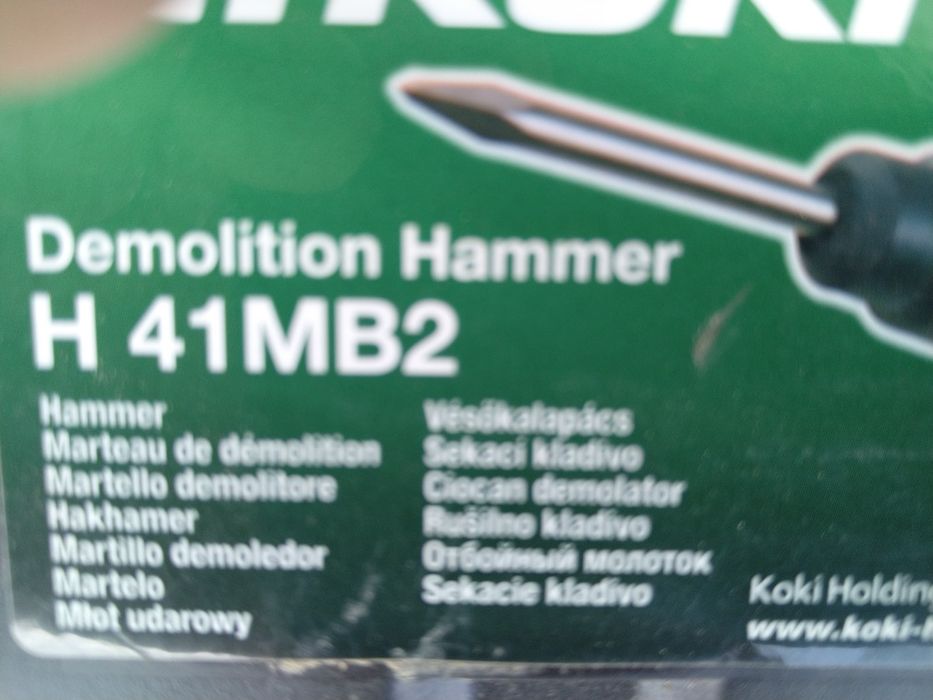 Demolition Hammer
H 41MB2
Hammer
Marteau de démolition
Martello demolitore
Hakhamer
Martillo demoledor
Martelo
Młot udarowy
Vésőkalapács
Sekací kladivo
Ciocan demolator
Rušilno kladivo
Отбойный молоток
Sekacie kladivo
Koki Holding
www.koki-h